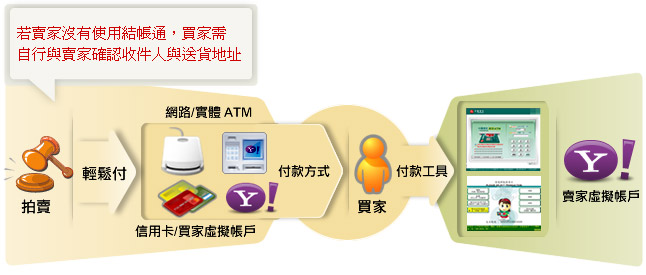 若賣家沒有使用結帳通，買家需
自行與賣家確認收件人與送貨地址
網路/實體 ATM
拍賣
輕鬆付
付款方式
信用卡/買家虛擬帳戶
買家
付款工具
Y!
Y!
賣家虛擬帳戶